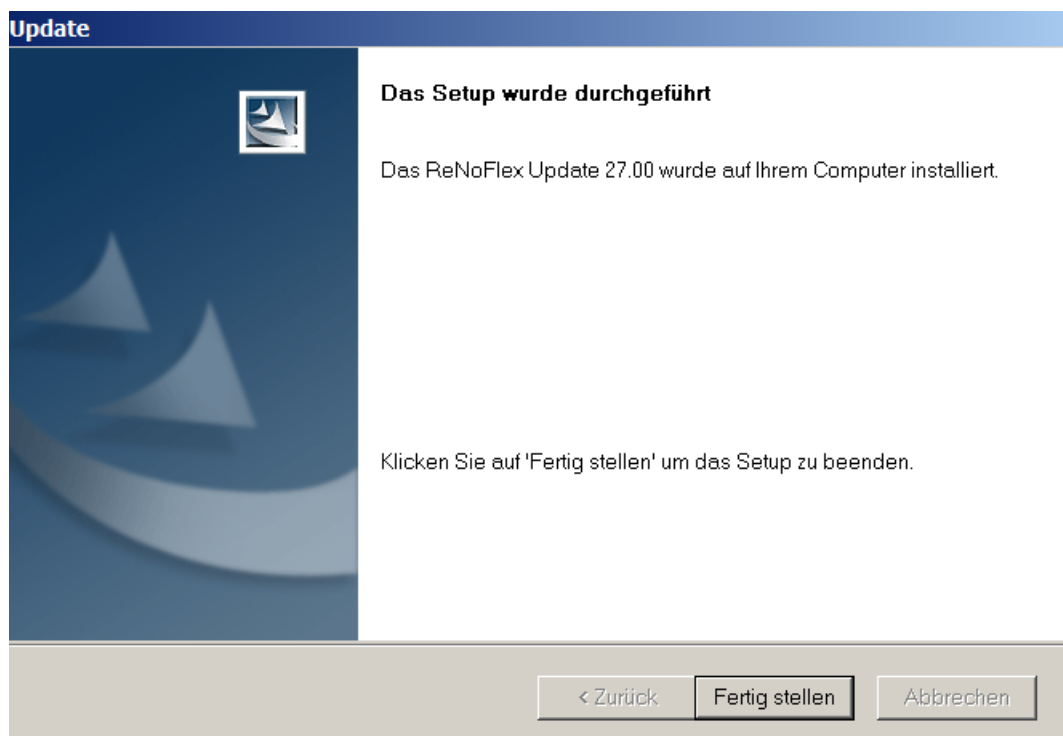 Update
Das Setup wurde durchgeführt
Das ReNoFlex Update 27.00 wurde auf Ihrem Computer installiert.
Klicken Sie auf 'Fertig stellen' um das Setup zu beenden.
< Zurück
Fertig stellen
Abbrechen